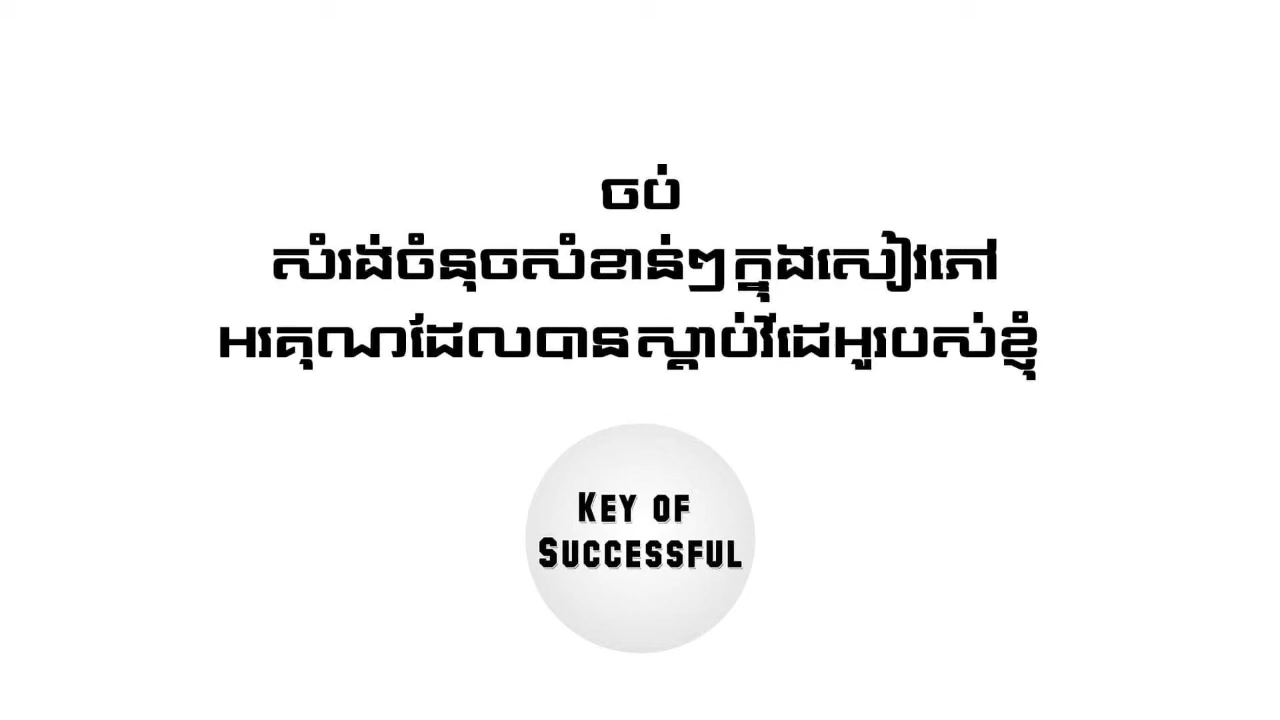 ចប់
សំរង់ចំនុចសំខាន់ៗក្នុងសៀវភៅ
អរគុណដែលបានស្តាប់វីដេអូរបស់ខ្ញុំ
KEY OF
SUCCESSFUL